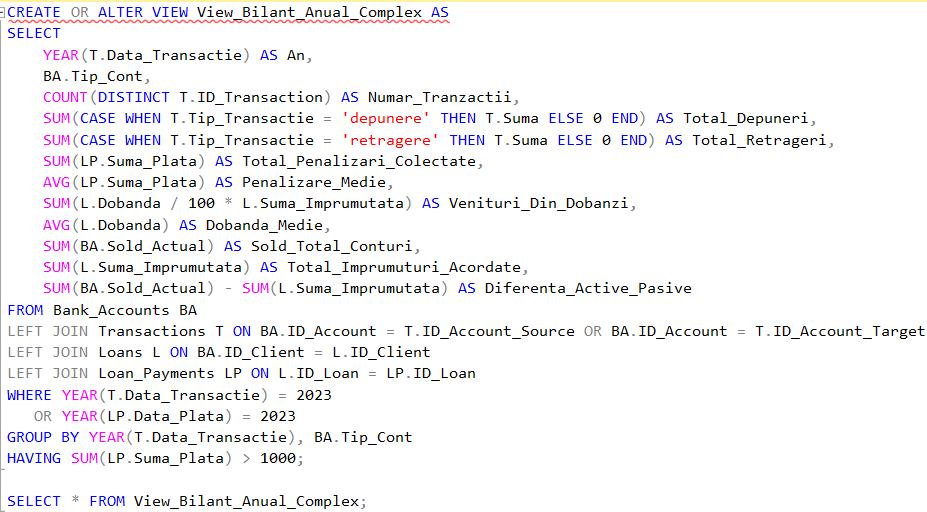 CREATE OR ALTER VIEW View_Bilant_Anual_Complex AS
SELECT
    YEAR(T.Data_Transactie) AS An,
    BA.Tip_Cont,
    COUNT(DISTINCT T.ID_Transaction) AS Numar_Tranzactii,
    SUM(CASE WHEN T.Tip_Transactie = 'depunere' THEN T.Suma ELSE 0 END) AS Total_Depuneri,
    SUM(CASE WHEN T.Tip_Transactie = 'retragere' THEN T.Suma ELSE 0 END) AS Total_Retrageri,
    SUM(LP.Suma_Plata) AS Total_Penalizari_Colectate,
    AVG(LP.Suma_Plata) AS Penalizare_Medie,
    SUM(L.Dobanda / 100 * L.Suma_Imprumutata) AS Venituri_Din_Dobanzi,
    AVG(L.Dobanda) AS Dobanda_Medie,
    SUM(BA.Sold_Actual) AS Sold_Total_Conturi,
    SUM(L.Suma_Imprumutata) AS Total_Imprumuturi_Acordate,
    SUM(BA.Sold_Actual) - SUM(L.Suma_Imprumutata) AS Diferenta_Active_Pasive
FROM Bank_Accounts BA
LEFT JOIN Transactions T ON BA.ID_Account = T.ID_Account_Source OR BA.ID_Account = T.ID_Account_Target
LEFT JOIN Loans L ON BA.ID_Client = L.ID_Client
LEFT JOIN Loan_Payments LP ON L.ID_Loan = LP.ID_Loan
WHERE YEAR(T.Data_Transactie) = 2023
   OR YEAR(LP.Data_Plata) = 2023
GROUP BY YEAR(T.Data_Transactie), BA.Tip_Cont
HAVING SUM(LP.Suma_Plata) > 1000;

SELECT * FROM View_Bilant_Anual_Complex;